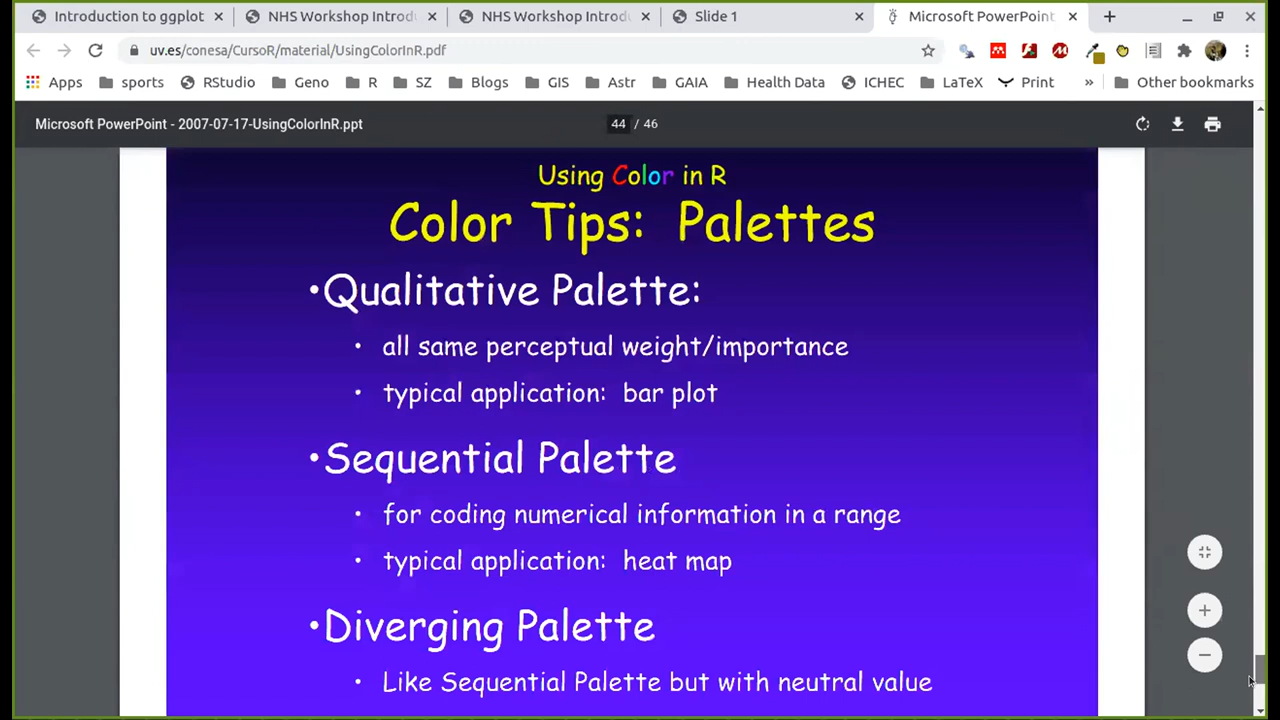 Introduction to ggplot
NHS Workshop Introdu
NHS Workshop Introdu
Slide 1
Microsoft PowerPoint
uv.es/conesa/CursoR/material/UsingColorInR.pdf
Apps sports RStudio Geno R SZ Blogs GIS Astr GAIA Health Data ICHEC LaTeX Print » Other bookmarks
Microsoft PowerPoint - 2007-07-17-UsingColorInR.ppt 44 / 46
Using Color in R
Color Tips: Palettes
•Qualitative Palette:
• all same perceptual weight/importance
• typical application: bar plot
•Sequential Palette
• for coding numerical information in a range
• typical application: heat map
•Diverging Palette
• Like Sequential Palette but with neutral value